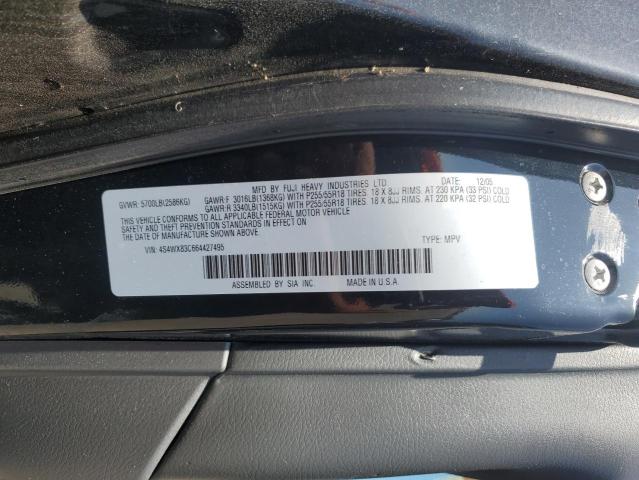 MFD BY FUJI HEAVY INDUSTRIES LTD. DATE: 12/05
GVWR: 5700LB(2586KG) GAWR:F 3016LB(1368KG) WITH P255/55R18 TIRES 18 X 8JJ RIMS. AT 230 KPA (33 PSI) COLD
GAWR:R 3340LB(1515KG) WITH P255/55R18 TIRES 18 X 8JJ RIMS. AT 220 KPA (32 PSI) COLD
THIS VEHICLE CONFORMS TO ALL APPLICABLE FEDERAL MOTOR VEHICLE
SAFETY AND THEFT PREVENTION STANDARDS IN EFFECT ON
THE DATE OF MANUFACTURE SHOWN ABOVE.
VIN: 4S4WX83C664427495 TYPE: MPV
ASSEMBLED BY SIA INC. MADE IN U.S.A.